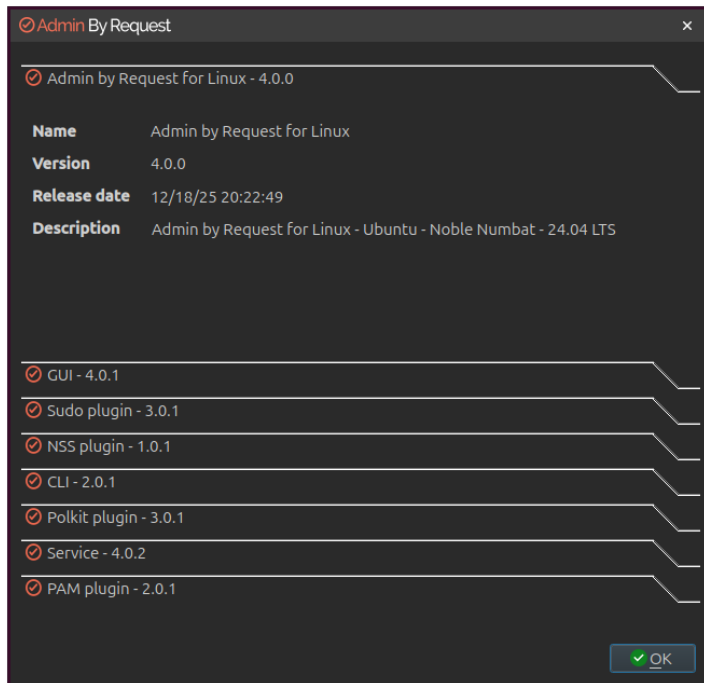 Admin By Request
Admin by Request for Linux - 4.0.0
Name Admin by Request for Linux
Version 4.0.0
Release date 12/18/25 20:22:49
Description Admin by Request for Linux - Ubuntu - Noble Numbat - 24.04 LTS
GUI - 4.0.1
Sudo plugin - 3.0.1
NSS plugin - 1.0.1
CLI - 2.0.1
Polkit plugin - 3.0.1
Service - 4.0.2
PAM plugin - 2.0.1
OK